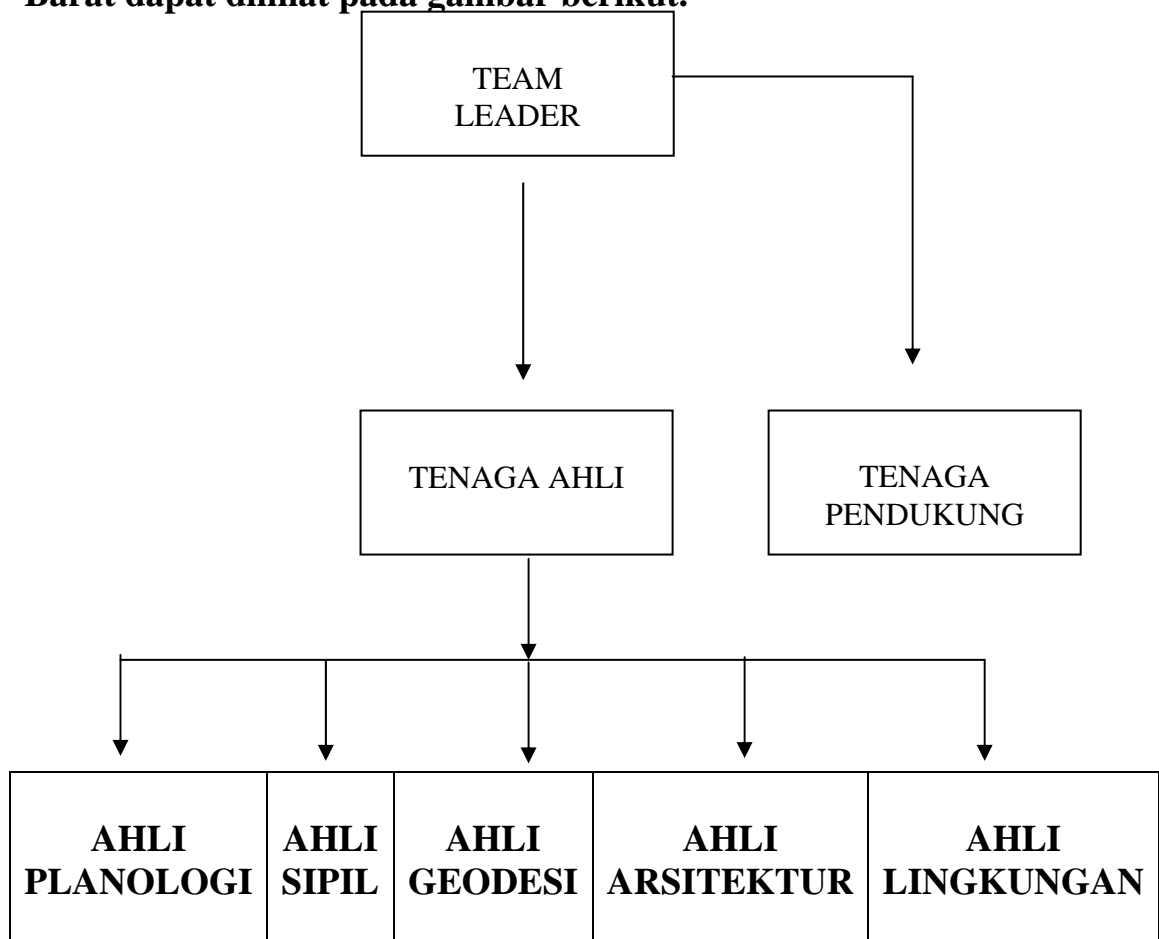 Barat dapat dilihat pada gambar berikut:
TEAM
LEADER
TENAGA AHLI
TENAGA
PENDUKUNG
AHLI
PLANOLOGI
AHLI
SIPIL
AHLI
GEODESI
AHLI
ARSITEKTUR
AHLI
LINGKUNGAN